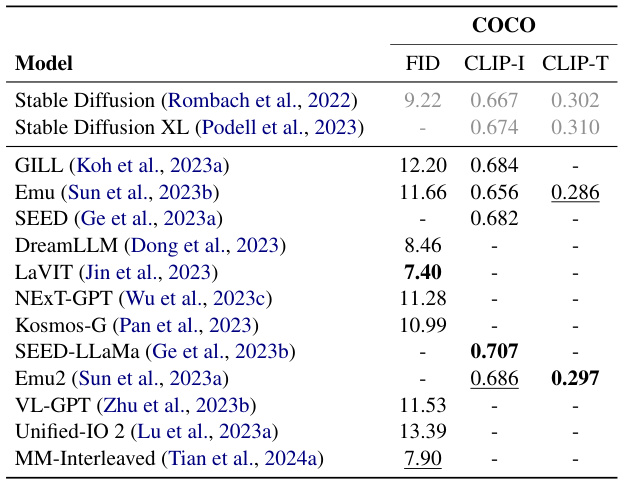 COCO
Model FID CLIP-I CLIP-T
Stable Diffusion (Rombach et al., 2022) 9.22 0.667 0.302
Stable Diffusion XL (Podell et al., 2023) - 0.674 0.310
GILL (Koh et al., 2023a) 12.20 0.684 -
Emu (Sun et al., 2023b) 11.66 0.656 0.286
SEED (Ge et al., 2023a) - 0.682 -
DreamLLM (Dong et al., 2023) 8.46 - -
LaVIT (Jin et al., 2023) 7.40 - -
NExT-GPT (Wu et al., 2023c) 11.28 - -
Kosmos-G (Pan et al., 2023) 10.99 - -
SEED-LLaMa (Ge et al., 2023b) - 0.707 -
Emu2 (Sun et al., 2023a) - 0.686 0.297
VL-GPT (Zhu et al., 2023b) 11.53 - -
Unified-IO 2 (Lu et al., 2023a) 13.39 - -
MM-Interleaved (Tian et al., 2024a) 7.90 - -